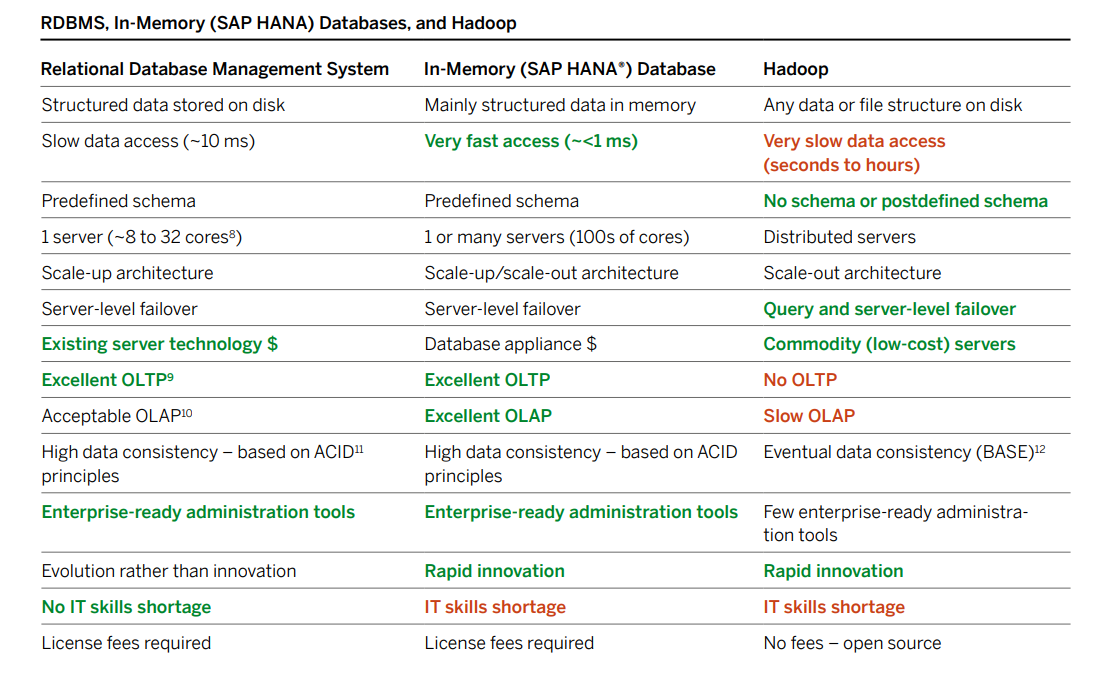 RDBMS, In-Memory (SAP HANA) Databases, and Hadoop
Relational Database Management System In-Memory (SAP HANA®) Database Hadoop
Structured data stored on disk Mainly structured data in memory Any data or file structure on disk
Slow data access (~10 ms) Very fast access (~<1 ms) Very slow data access
(seconds to hours)
Predefined schema Predefined schema No schema or postdefined schema
1 server (~8 to 32 cores⁸) 1 or many servers (100s of cores) Distributed servers
Scale-up architecture Scale-up/scale-out architecture Scale-out architecture
Server-level failover Server-level failover Query and server-level failover
Existing server technology $ Database appliance $ Commodity (low-cost) servers
Excellent OLTP⁹ Excellent OLTP No OLTP
Acceptable OLAP¹⁰ Excellent OLAP Slow OLAP
High data consistency – based on ACID¹¹ High data consistency – based on ACID Eventual data consistency (BASE)¹²
principles principles
Enterprise-ready administration tools Enterprise-ready administration tools Few enterprise-ready administra-
tion tools
Evolution rather than innovation Rapid innovation Rapid innovation
No IT skills shortage IT skills shortage IT skills shortage
License fees required License fees required No fees – open source